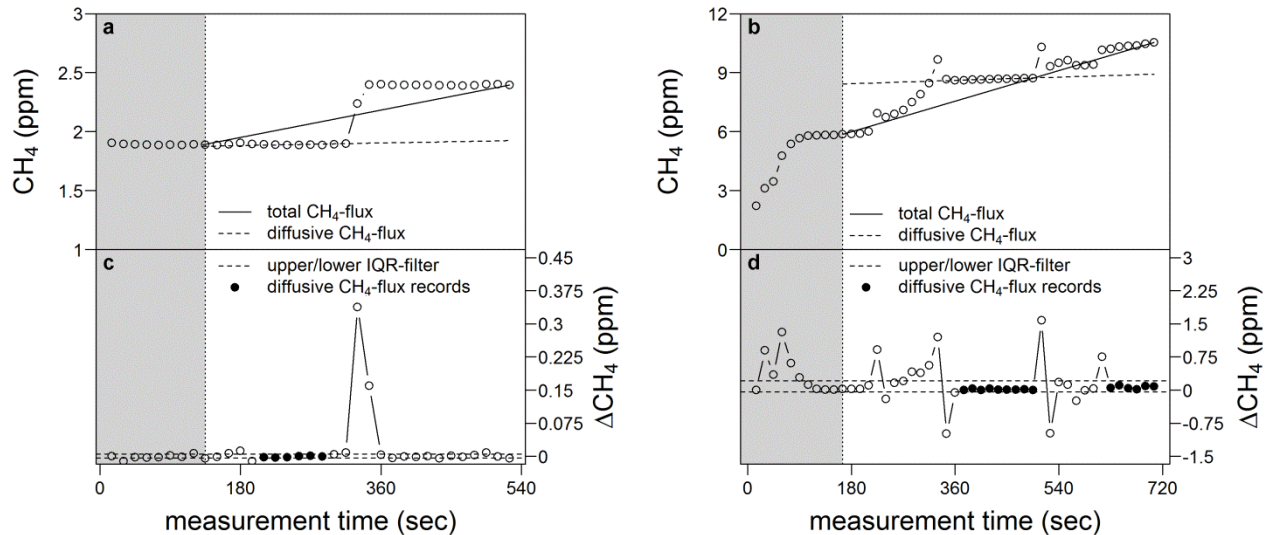 a
3
2.5
2
1.5
1
CH₄ (ppm)
total CH₄-flux
diffusive CH₄-flux
c
upper/lower IQR-filter
diffusive CH₄-flux records
0.45
0.375
0.3
0.225
0.15
0.075
0
ΔCH₄ (ppm)
0 180 360 540
measurement time (sec)
b
12
9
6
3
0
CH₄ (ppm)
total CH₄-flux
diffusive CH₄-flux
d
upper/lower IQR-filter
diffusive CH₄-flux records
3
2.25
1.5
0.75
0
-0.75
-1.5
ΔCH₄ (ppm)
0 180 360 540 720
measurement time (sec)